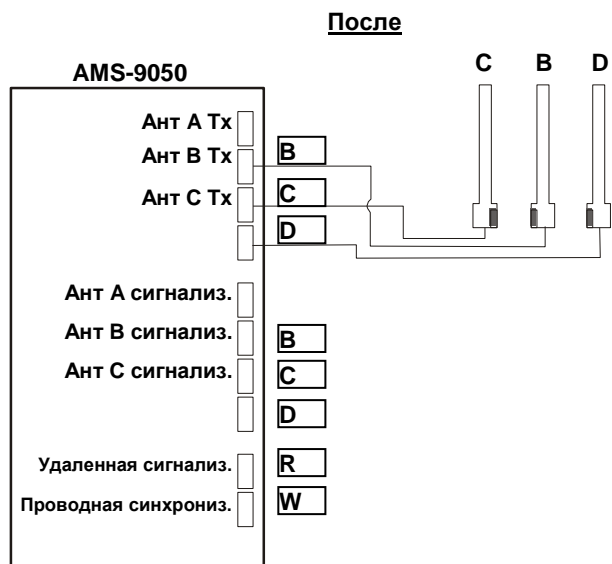 После
AMS-9050
C B D
Ант A Tx
Ант B Tx B
Ант C Tx C
D
Ант A сигнализ.
Ант B сигнализ. B
Ант C сигнализ. C
D
Удаленная сигнализ. R
Проводная синхрониз. W